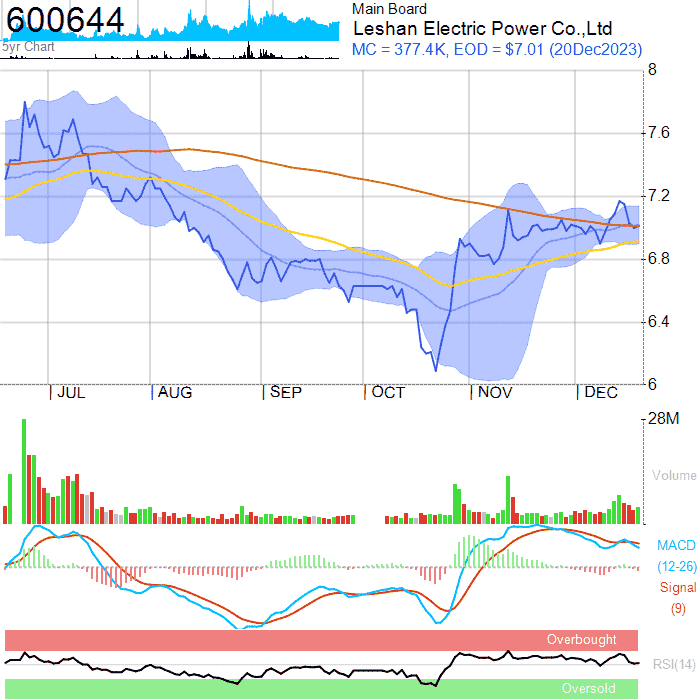 600644
5yr Chart
Main Board
Leshan Electric Power Co.,Ltd
MC = 377.4K, EOD = $7.01 (20Dec2023)
8
7.6
7.2
6.8
6.4
6
JUL AUG SEP OCT NOV DEC
28M
Volume
MACD
(12-26)
Signal
(9)
Overbought
RSI(14)
Oversold